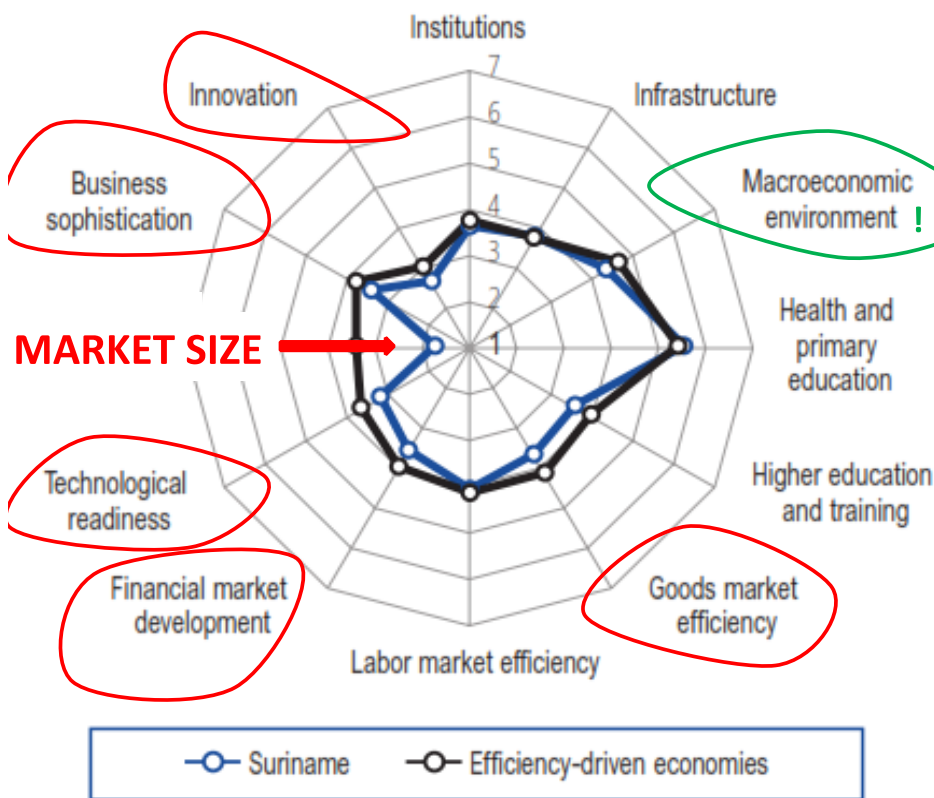 Institutions
7
Innovation
Infrastructure
6
5
Business
sophistication
Macroeconomic
environment !
4
3
Health and
primary
education
2
MARKET SIZE
1
Technological
readiness
Higher education
and training
Financial market
development
Goods market
efficiency
Labor market efficiency
Suriname
Efficiency-driven economies